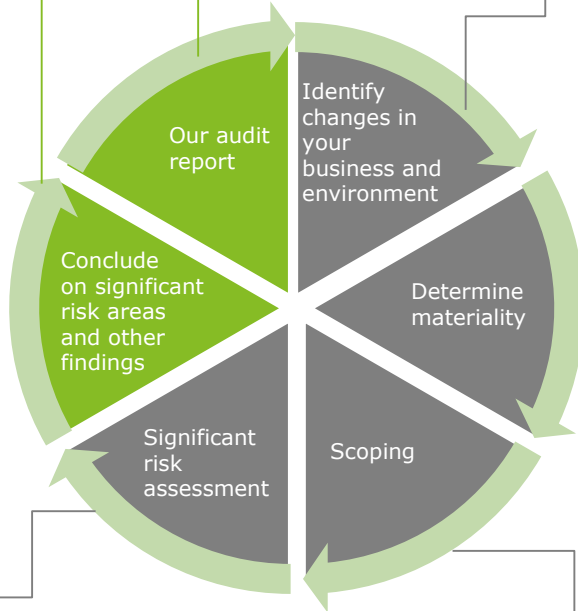 Identify
changes in
your
business and
environment
Determine
materiality
Scoping
Significant
risk
assessment
Conclude
on significant
risk areas
and other
findings
Our audit
report